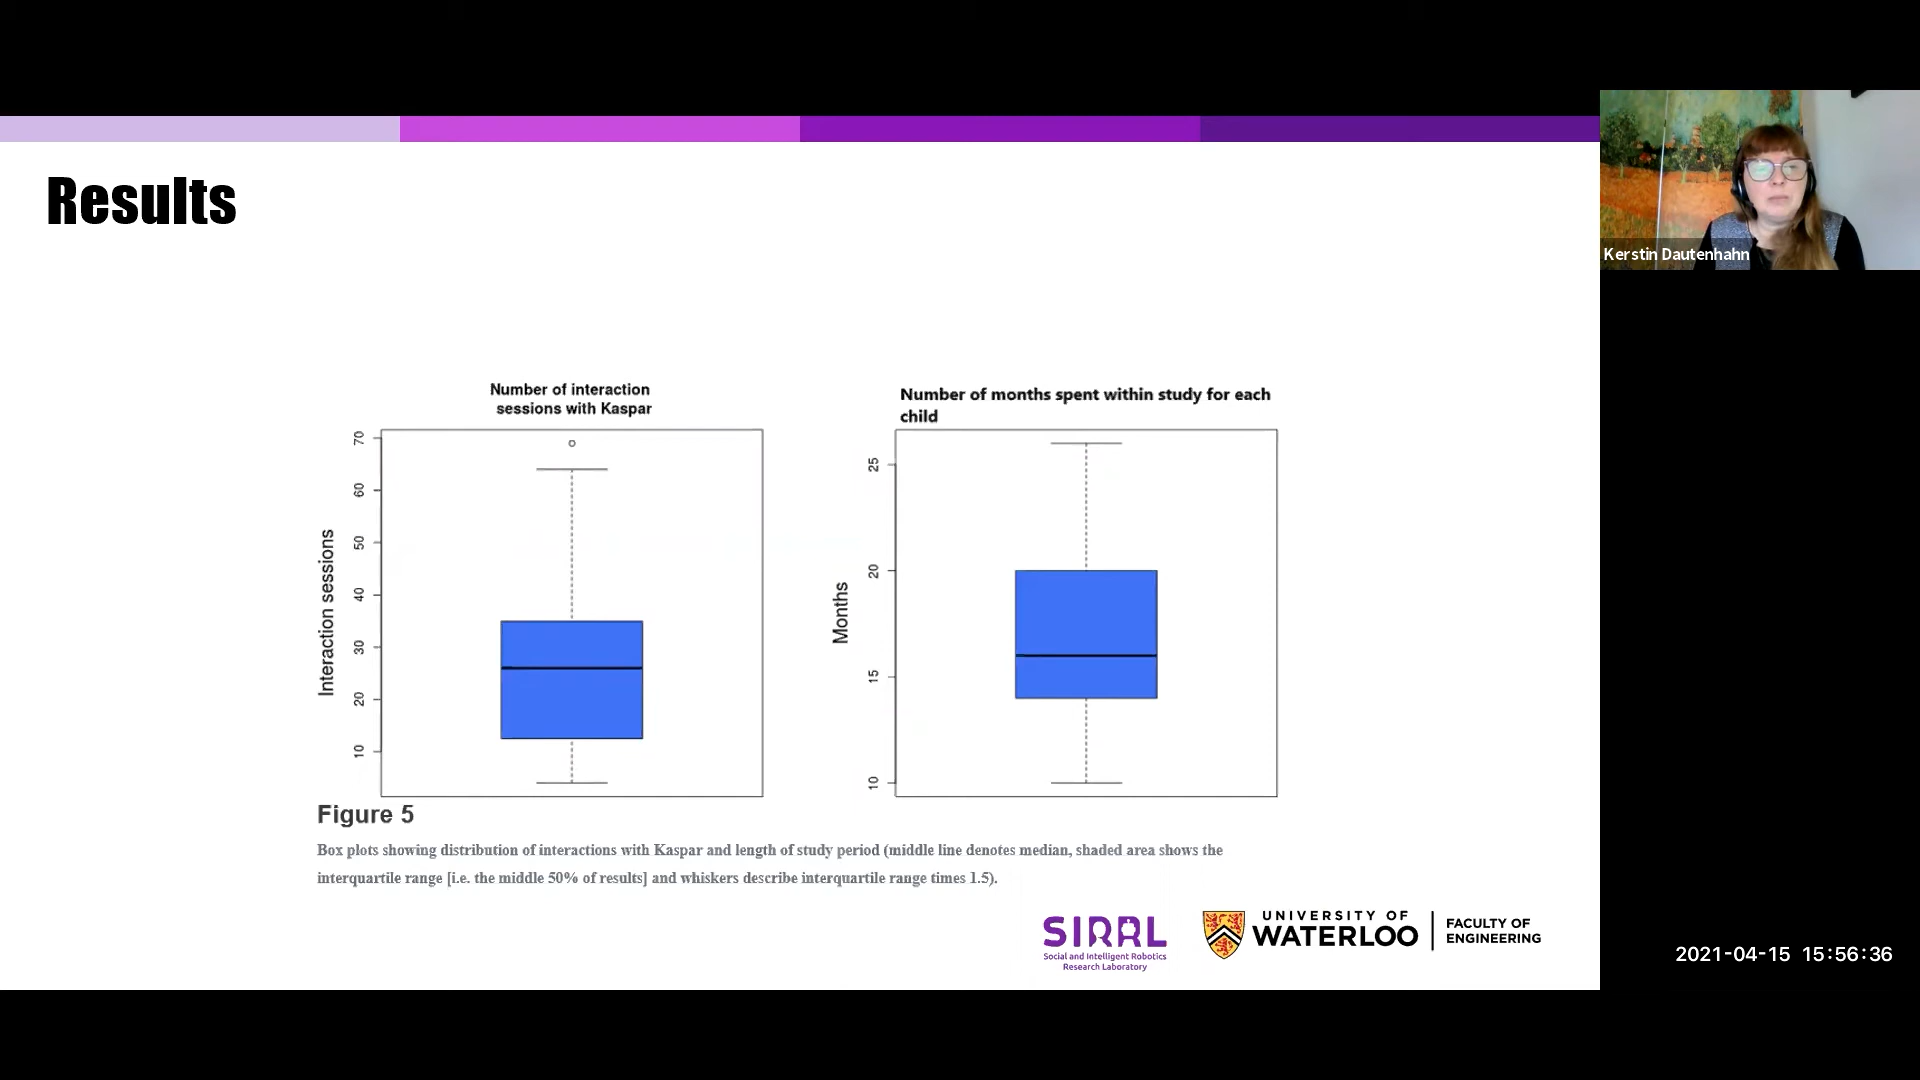 Results
Kerstin Dautenhahn
Number of interaction
sessions with Kaspar
Interaction sessions
70
60
50
40
30
20
10
Number of months spent within study for each
child
Months
25
20
15
10
Figure 5
Box plots showing distribution of interactions with Kaspar and length of study period (middle line denotes median, shaded area shows the
interquartile range [i.e. the middle 50% of results] and whiskers describe interquartile range times 1.5).
SIRRL
Social and Intelligent Robotics
Research Laboratory
UNIVERSITY OF
WATERLOO
FACULTY OF
ENGINEERING
2021-04-15 15:56:36